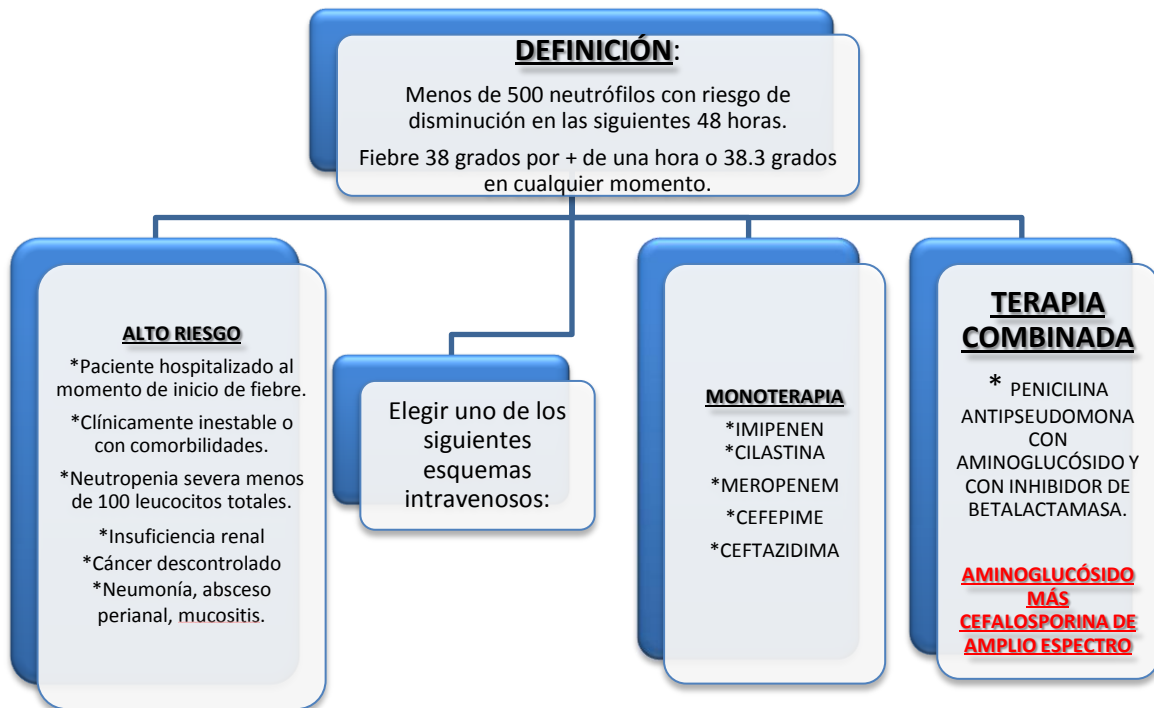 DEFINICIÓN:
Menos de 500 neutrófilos con riesgo de
disminución en las siguientes 48 horas.
Fiebre 38 grados por + de una hora o 38.3 grados
en cualquier momento.
ALTO RIESGO
*Paciente hospitalizado al
momento de inicio de fiebre.
*Clínicamente inestable o
con comorbilidades.
*Neutropenia severa menos
de 100 leucocitos totales.
*Insuficiencia renal
*Cáncer descontrolado
*Neumonía, absceso
perianal, mucositis.
Elegir uno de los
siguientes
esquemas
intravenosos:
MONOTERAPIA
*IMIPENEN
*CILASTINA
*MEROPENEM
*CEFEPIME
*CEFTAZIDIMA
TERAPIA
COMBINADA
* PENICILINA
ANTIPSEUDOMONA
CON
AMINOGLUCÓSIDO Y
CON INHIBIDOR DE
BETALACTAMASA.
AMINOGLUCÓSIDO
MÁS
CEFALOSPORINA DE
AMPLIO ESPECTRO